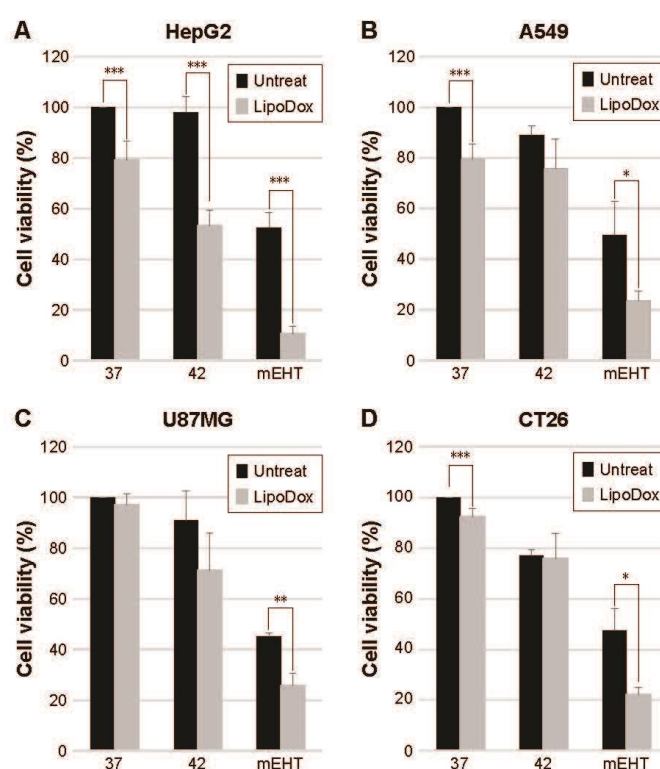 A
HepG2
Cell viability (%)
120
100
80
60
40
20
0
***
***
***
Untreat
LipoDox
37
42
mEHT
B
A549
Cell viability (%)
120
100
80
60
40
20
0
***
*
Untreat
LipoDox
37
42
mEHT
C
U87MG
Cell viability (%)
120
100
80
60
40
20
0
**
Untreat
LipoDox
37
42
mEHT
D
CT26
Cell viability (%)
120
100
80
60
40
20
0
***
*
Untreat
LipoDox
37
42
mEHT